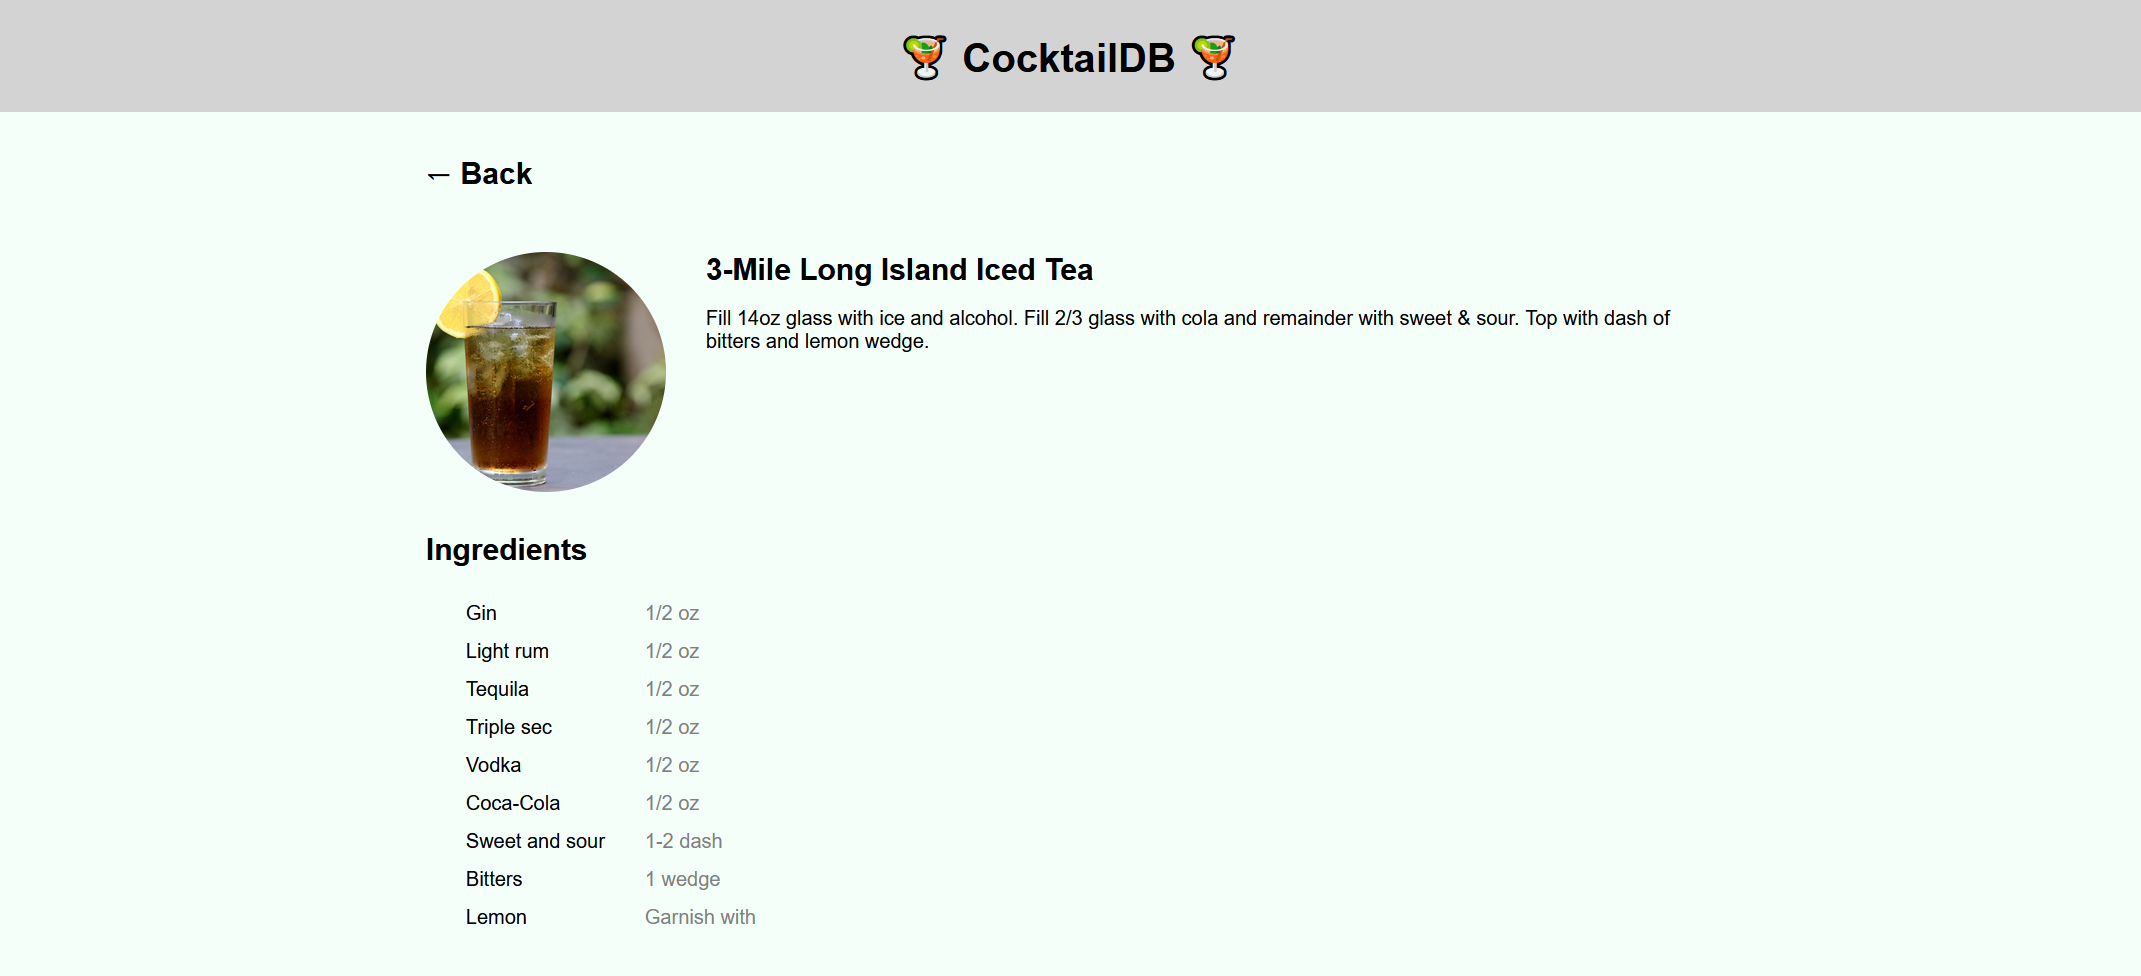 CocktailDB
← Back
3-Mile Long Island Iced Tea
Fill 14oz glass with ice and alcohol. Fill 2/3 glass with cola and remainder with sweet & sour. Top with dash of
bitters and lemon wedge.
Ingredients
Gin 1/2 oz
Light rum 1/2 oz
Tequila 1/2 oz
Triple sec 1/2 oz
Vodka 1/2 oz
Coca-Cola 1/2 oz
Sweet and sour 1-2 dash
Bitters 1 wedge
Lemon Garnish with